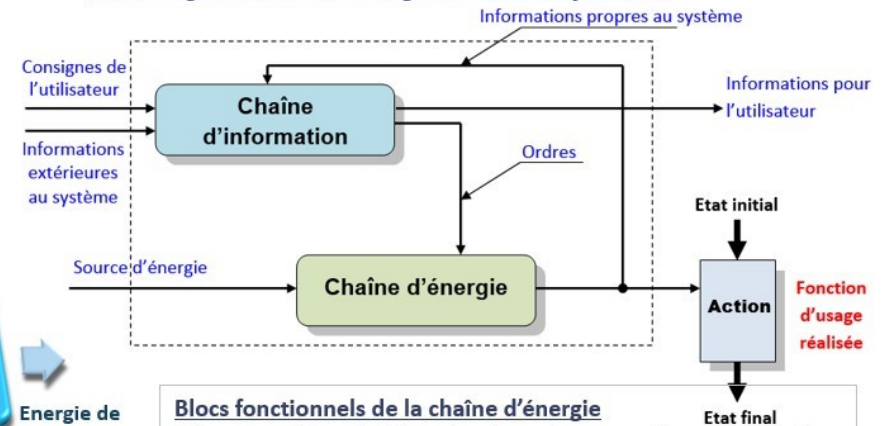 Informations propres au système
Consignes de
l'utilisateur
Chaîne
d'information
Informations pour
l'utilisateur
Informations
extérieures
au système
Ordres
Etat initial
Source d'énergie
Chaîne d'énergie
Action
Fonction
d'usage
réalisée
Energie de
Blocs fonctionnels de la chaîne d'énergie
Etat final